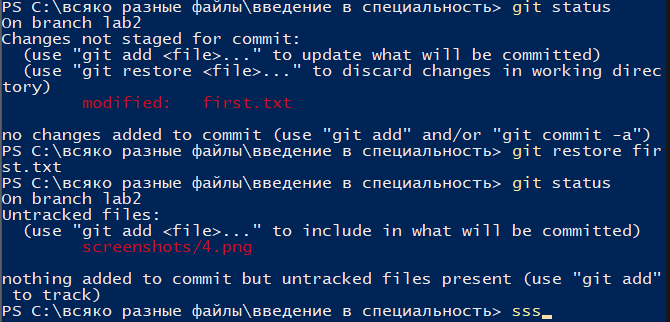 PS C:\всяко разные файлы\введение в специальность> git status
On branch lab2
Changes not staged for commit:
  (use "git add <file>..." to update what will be committed)
  (use "git restore <file>..." to discard changes in working direc
tory)
        modified:   first.txt

no changes added to commit (use "git add" and/or "git commit -a")
PS C:\всяко разные файлы\введение в специальность> git restore fir
st.txt
PS C:\всяко разные файлы\введение в специальность> git status
On branch lab2
Untracked files:
  (use "git add <file>..." to include in what will be committed)
        screenshots/4.png

nothing added to commit but untracked files present (use "git add"
 to track)
PS C:\всяко разные файлы\введение в специальность> sss